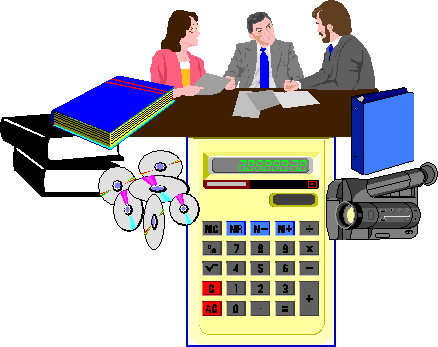 MC MR M- M+ ÷
% 7 8 9 ×
√ 4 5 6 -
C 1 2 3 +
AC 0 · =